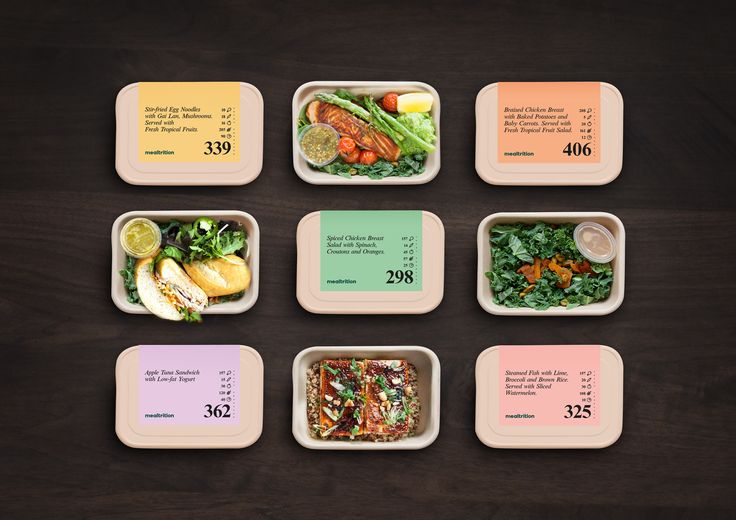 Stir-fried Egg Noodles
with Gai Lan, Mushrooms.
Served with
Fresh Tropical Fruits.
mealtrition
339
Braised Chicken Breast
with Baked Potatoes and
Baby Carrots. Served with
Fresh Tropical Fruit Salad.
mealtrition
406
Spiced Chicken Breast
Salad with Spinach,
Croutons and Oranges.
mealtrition
298
Apple Tuna Sandwich
with Low-fat Yogurt
mealtrition
362
Steamed Fish with Lime,
Broccoli and Brown Rice.
Served with Sliced
Watermelon.
mealtrition
325